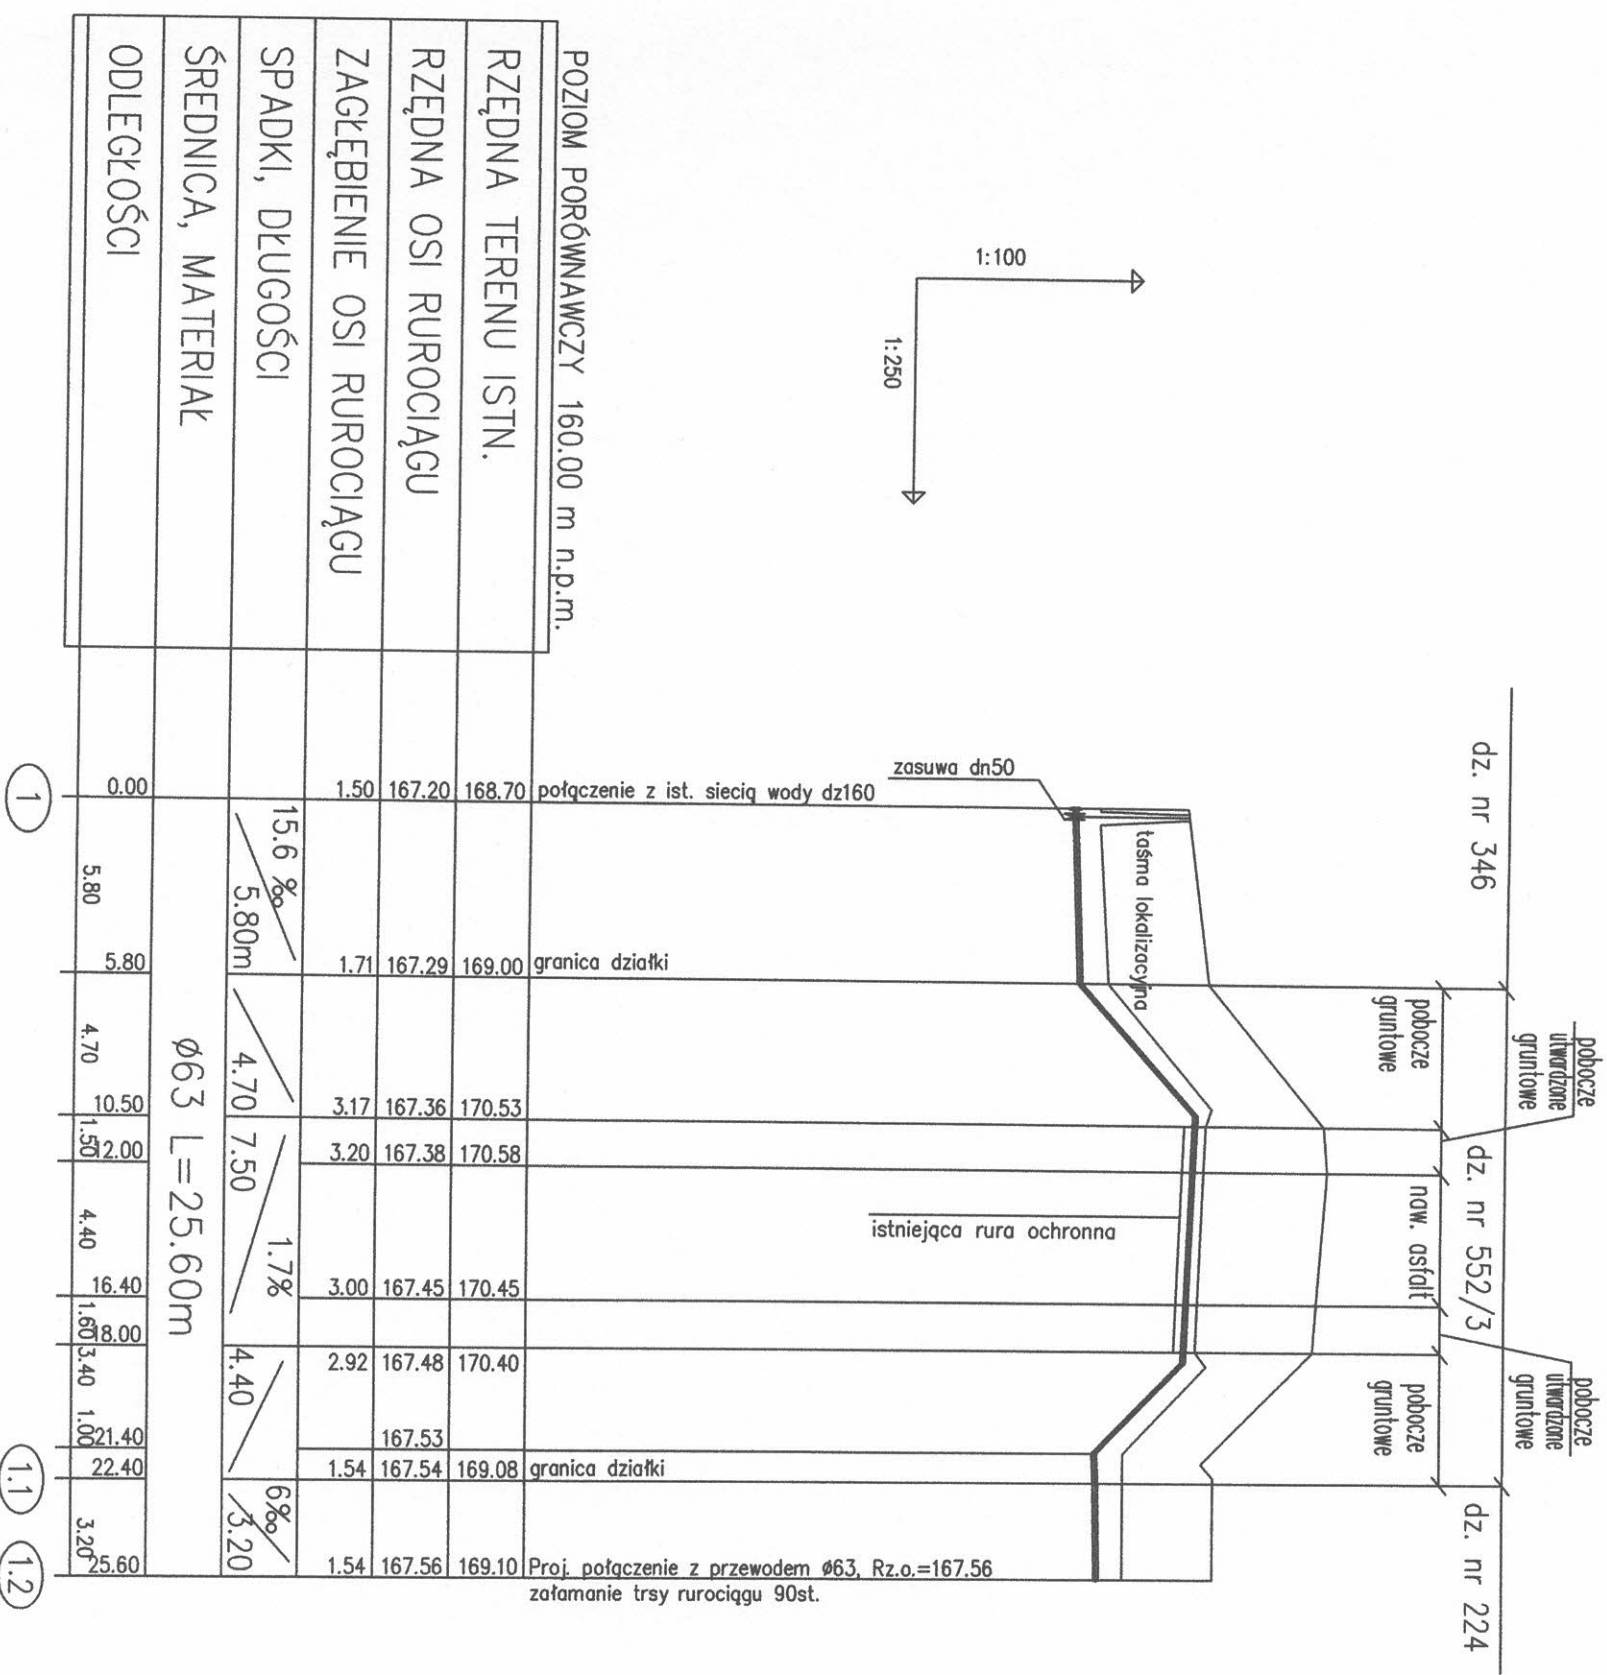 dz. nr 346
dz. nr 552/3
dz. nr 224
pobocze
utwardzone
gruntowe
pobocze
utwardzone
gruntowe
pobocze
gruntowe
naw. asfalt
pobocze
gruntowe
1:100
1:250
zasuwa dn50
taśma lokalizacyjna
istniejąca rura ochronna
POZIOM PORÓWNAWCZY 160.00 m n.p.m.
połączenie z ist. siecią wody dz160
granica działki
granica działki
Proj. połączenie z przewodem ø63, Rz.o.=167.56
załamanie trsy rurociągu 90st.
RZĘDNA TERENU ISTN.
168.70 169.00 170.53 170.58 170.45 170.40 169.08 169.10
RZĘDNA OSI RUROCIĄGU
167.20 167.29 167.36 167.38 167.45 167.48 167.53 167.54 167.56
ZAGŁĘBIENIE OSI RUROCIĄGU
1.50 1.71 3.17 3.20 3.00 2.92 1.54 1.54
SPADKI, DŁUGOŚCI
15.6 ‰ 5.80m 4.70 7.50 1.7% 4.40 6‰ 3.20
ŚREDNICA, MATERIAŁ
ø63 L=25.60m
ODLEGŁOŚCI
0.00 5.80 10.50 12.00 16.40 18.00 21.40 22.40 25.60
5.80 4.70 1.50 4.40 1.60 3.40 1.00 3.20
1 1.1 1.2